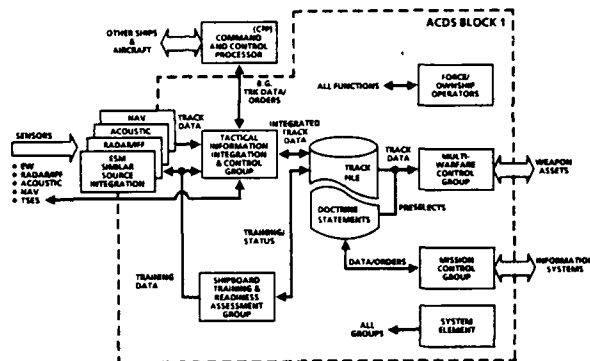 ACDS BLOCK 1
OTHER SHIPS
&
AIRCRAFT
(C²P)
COMMAND
AND CONTROL
PROCESSOR
E.G.
TRK DATA/
ORDERS
ALL FUNCTIONS
FORCE/
OWNSHIP
OPERATORS
SENSORS
• EW
• RADAR/IFF
• ACOUSTIC
• NAV
• TSES
NAV
ACOUSTIC
RADAR/IFF
ESM
SIMILAR
SOURCE
INTEGRATION
TRACK
DATA
TACTICAL
INFORMATION
INTEGRATION
& CONTROL
GROUP
INTEGRATED
TRACK
DATA
TRACK
FILE
DOCTRINE
STATEMENTS
TRACK
DATA
PRESELECTS
MULTI-
WARFARE
CONTROL
GROUP
WEAPON
ASSETS
TRAINING/
STATUS
TRAINING
DATA
SHIPBOARD
TRAINING &
READINESS
ASSESSMENT
GROUP
DATA/ORDERS
MISSION
CONTROL
GROUP
INFORMATION
SYSTEMS
ALL
GROUPS
SYSTEM
ELEMENT